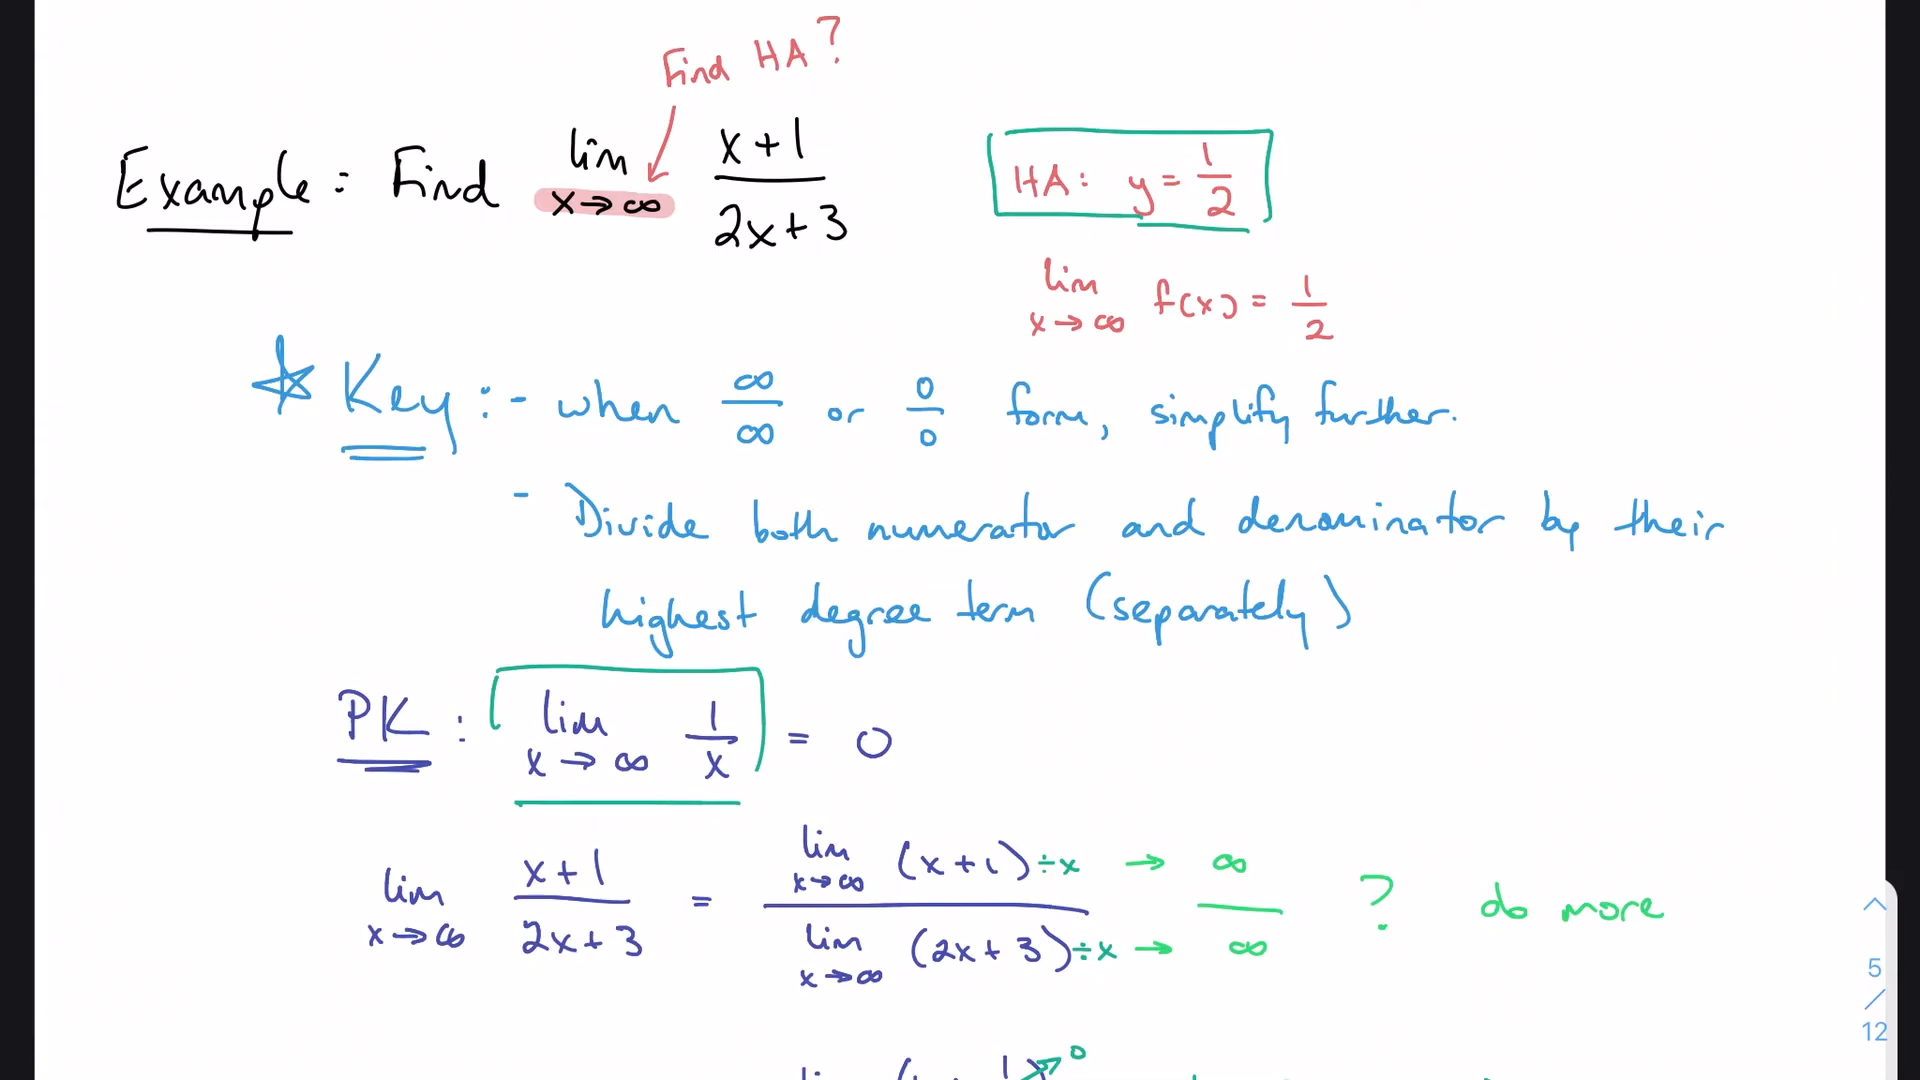 Find HA?
Example: Find lim x→∞ (x+1)/(2x+3)
HA: y = 1/2
lim x→∞ f(x) = 1/2
☆ Key: - when ∞/∞ or 0/0 form, simplify further.
- Divide both numerator and denominator by their
highest degree term (separately)
PK: lim x→∞ 1/x = 0
lim x→∞ (x+1)/(2x+3) = lim x→∞ (x+1)÷x / lim x→∞ (2x+3)÷x → ∞ / → ∞ ? do more
5
/
12